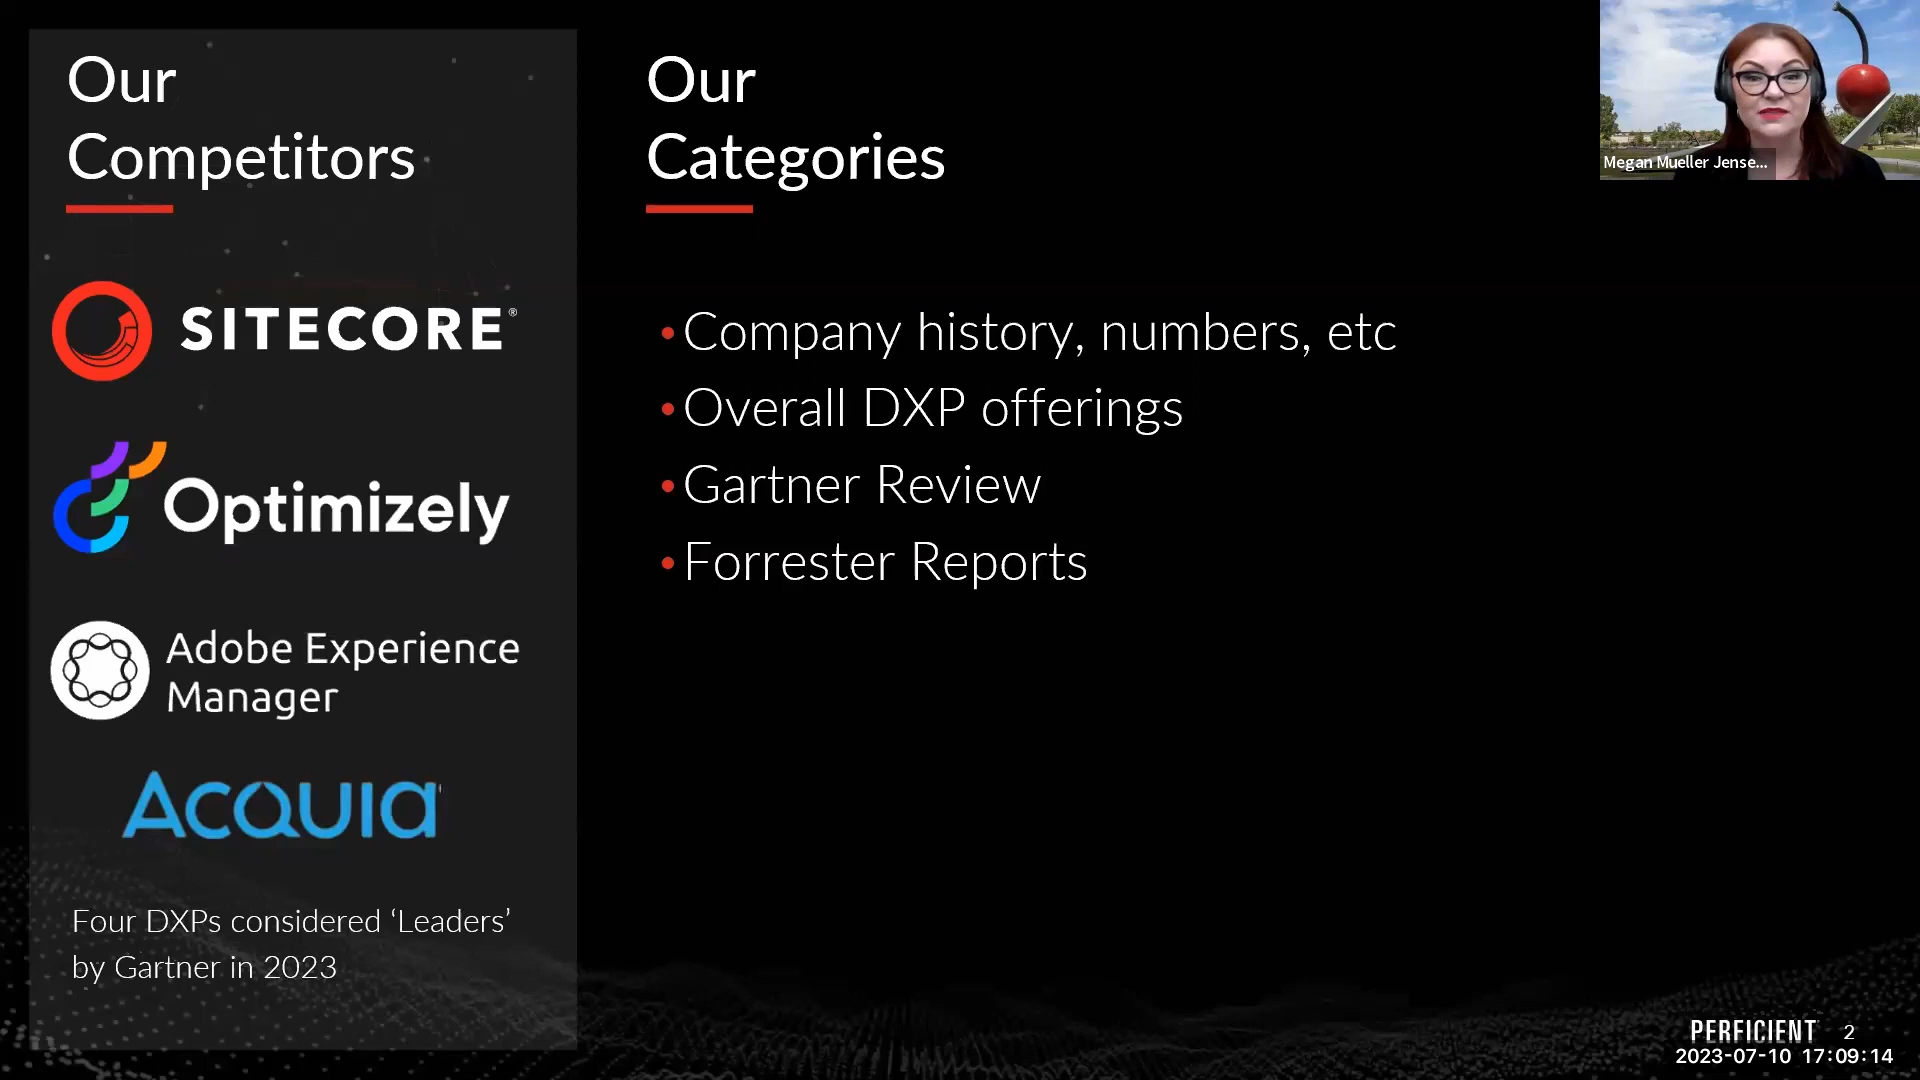 Our
Competitors
SITECORE®
Optimizely
Adobe Experience
Manager
Acquia
Four DXPs considered ‘Leaders’
by Gartner in 2023
Our
Categories
• Company history, numbers, etc
• Overall DXP offerings
• Gartner Review
• Forrester Reports
Megan Mueller Jense...
PERFICIENT 2
2023-07-10 17:09:14